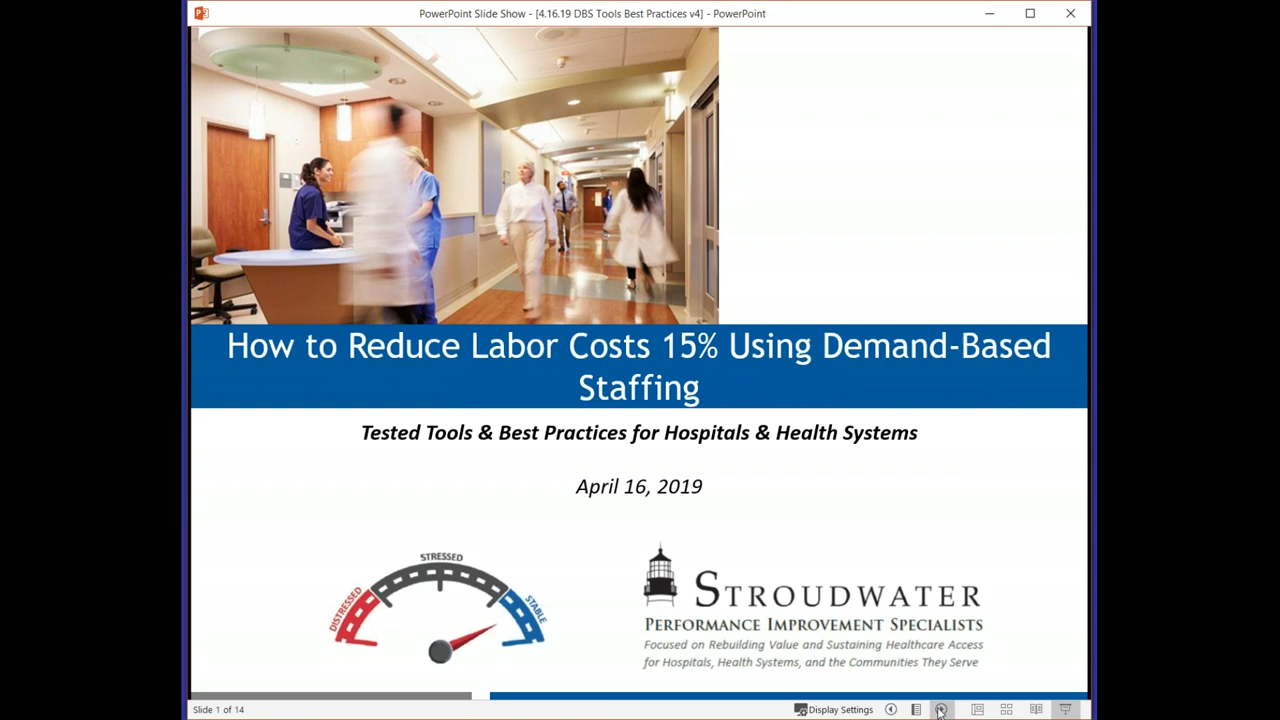 PowerPoint Slide Show - [4.16.19 DBS Tools Best Practices v4] - PowerPoint
How to Reduce Labor Costs 15% Using Demand-Based
Staffing
Tested Tools & Best Practices for Hospitals & Health Systems
April 16, 2019
DISTRESSED
STRESSED
STABLE
STROUDWATER
PERFORMANCE IMPROVEMENT SPECIALISTS
Focused on Rebuilding Value and Sustaining Healthcare Access
for Hospitals, Health Systems, and the Communities They Serve
Slide 1 of 14
Display Settings